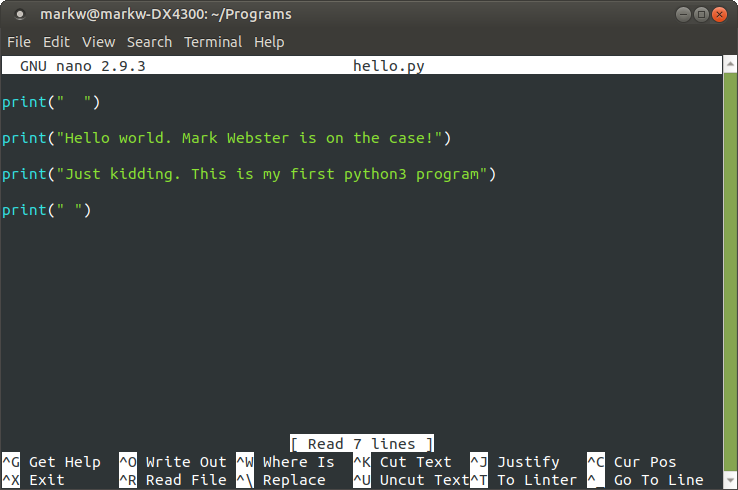 markw@markw-DX4300: ~/Programs
File Edit View Search Terminal Help
GNU nano 2.9.3 hello.py
print("  ")
print("Hello world. Mark Webster is on the case!")
print("Just kidding. This is my first python3 program")
print(" ")
[ Read 7 lines ]
^G Get Help ^O Write Out ^W Where Is ^K Cut Text ^J Justify ^C Cur Pos
^X Exit ^R Read File ^\ Replace ^U Uncut Text ^T To Linter ^_ Go To Line